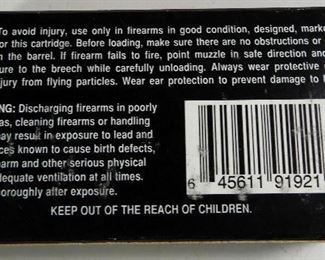 To avoid injury, use only in firearms in good condition, designed, marke
for this cartridge. Before loading, make sure there are no obstructions or
n the barrel. If firearm fails to fire, point muzzle in safe direction and
ure to the breech while carefully unloading. Always wear protective
njury from flying particles. Wear ear protection to prevent damage to h
NG: Discharging firearms in poorly
as, cleaning firearms or handling
nay result in exposure to lead and
ices known to cause birth defects,
arm and other serious physical
dequate ventilation at all times.
horoughly after exposure.
6 45611 91921
KEEP OUT OF THE REACH OF CHILDREN.